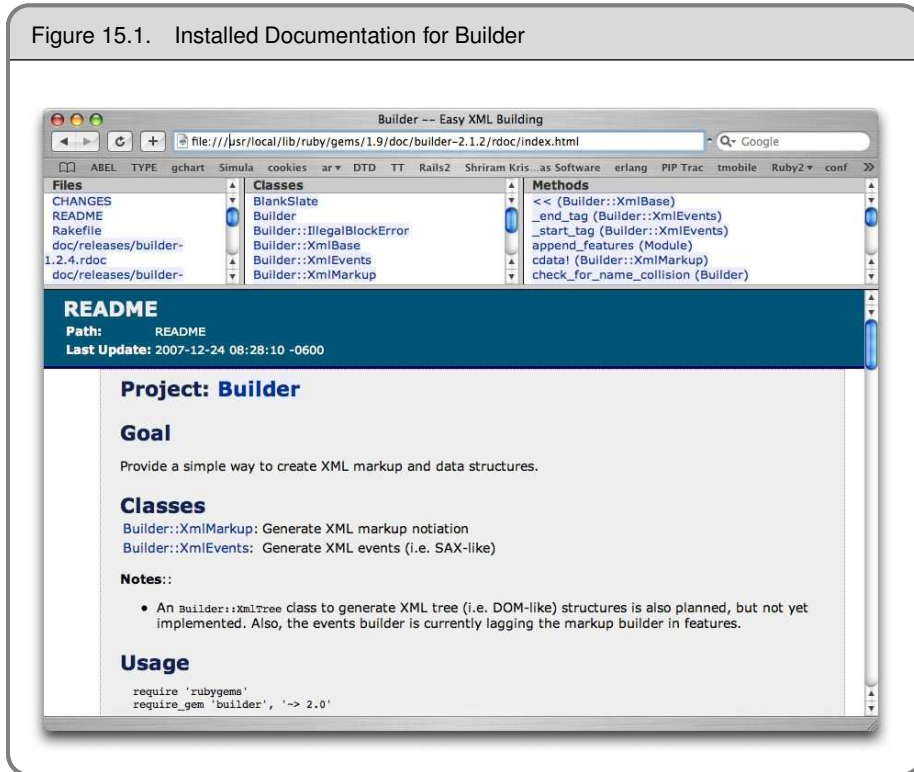 Figure 15.1. Installed Documentation for Builder
Builder -- Easy XML Building
file:///usr/local/lib/ruby/gems/1.9/doc/builder-2.1.2/rdoc/index.html
Google
ABEL TYPE gchart Simula cookies ar DTD TT Rails2 Shriram Kris...as Software erlang PIP Trac tmobile Ruby2 conf
Files
CHANGES
README
Rakefile
doc/releases/builder-
1.2.4.rdoc
doc/releases/builder-
Classes
BlankSlate
Builder
Builder::IllegalBlockError
Builder::XmlBase
Builder::XmlEvents
Builder::XmlMarkup
Methods
<< (Builder::XmlBase)
_end_tag (Builder::XmlEvents)
_start_tag (Builder::XmlEvents)
append_features (Module)
cdata! (Builder::XmlMarkup)
check_for_name_collision (Builder)
README
Path: README
Last Update: 2007-12-24 08:28:10 -0600
Project: Builder
Goal
Provide a simple way to create XML markup and data structures.
Classes
Builder::XmlMarkup: Generate XML markup notiation
Builder::XmlEvents: Generate XML events (i.e. SAX-like)
Notes::
• An Builder::XmlTree class to generate XML tree (i.e. DOM-like) structures is also planned, but not yet
implemented. Also, the events builder is currently lagging the markup builder in features.
Usage
require 'rubygems'
require_gem 'builder', '~> 2.0'